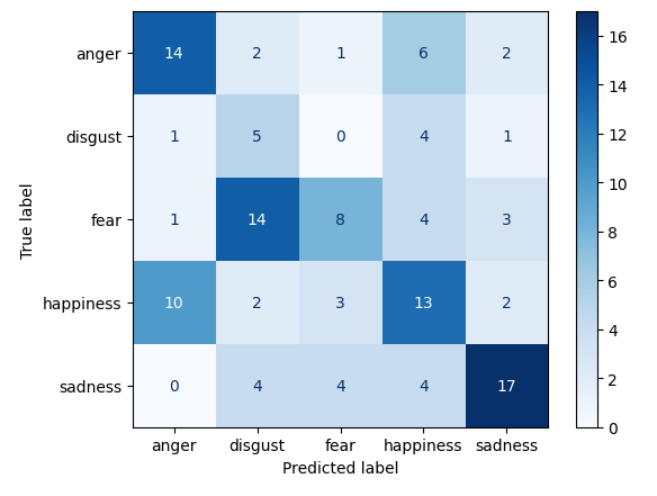 anger 14 2 1 6 2
disgust 1 5 0 4 1
fear 1 14 8 4 3
happiness 10 2 3 13 2
sadness 0 4 4 4 17
anger disgust fear happiness sadness
Predicted label
True label
16
14
12
10
8
6
4
2
0